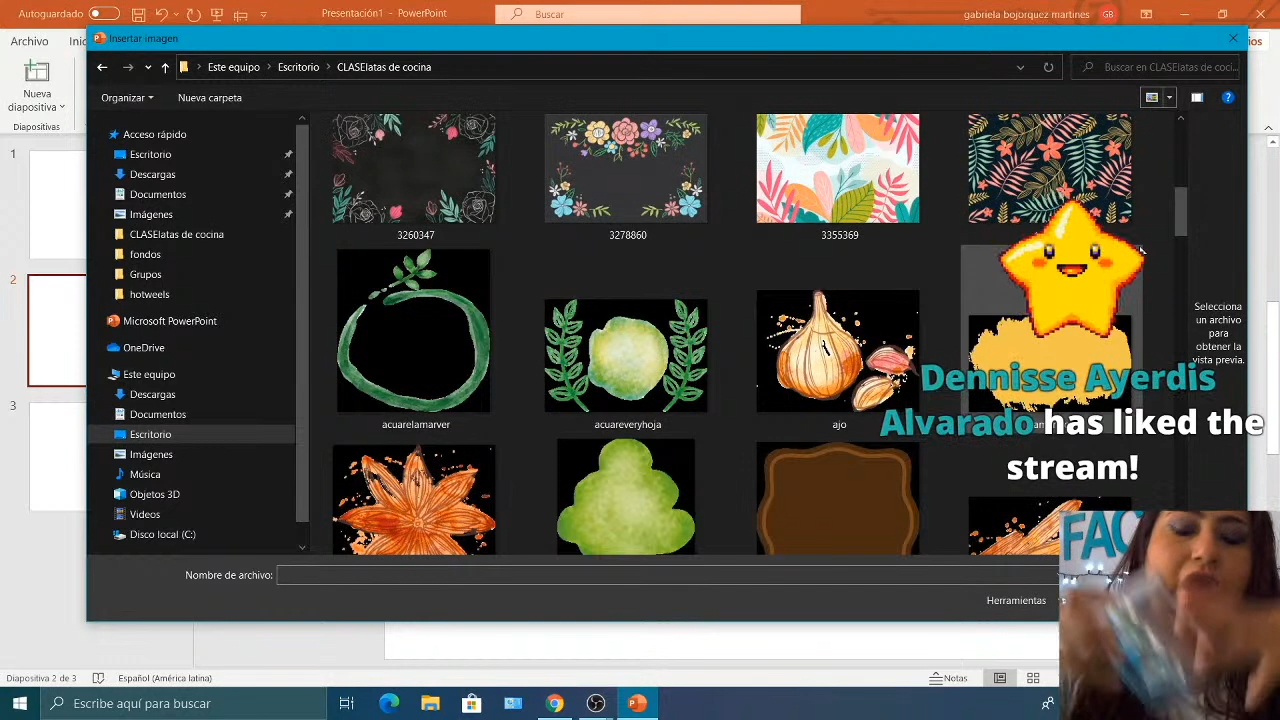 Autoguardado
Presentación1 - PowerPoint
Buscar
gabriela bojorquez martines
GB
Archivo
Insertar imagen
Este equipo > Escritorio > CLASElatas de cocina
Buscar en CLASElatas de coci...
Organizar
Nueva carpeta
Nueva
diapositiva
Diapositivas
Acceso rápido
Escritorio
Descargas
Documentos
Imágenes
CLASElatas de cocina
fondos
Grupos
hotweels
Microsoft PowerPoint
OneDrive
Este equipo
Descargas
Documentos
Escritorio
Imágenes
Música
Objetos 3D
Videos
Disco local (C:)
3260347
3278860
3355369
acuarelamarver
acuareveryhoja
ajo
Selecciona
un archivo
para
obtener la
vista previa.
Dennisse Ayerdis
Alvarado has liked the
stream!
FAC
Nombre de archivo:
Herramientas
1
2
3
Diapositiva 2 de 3
Español (América latina)
Notas
Escribe aquí para buscar